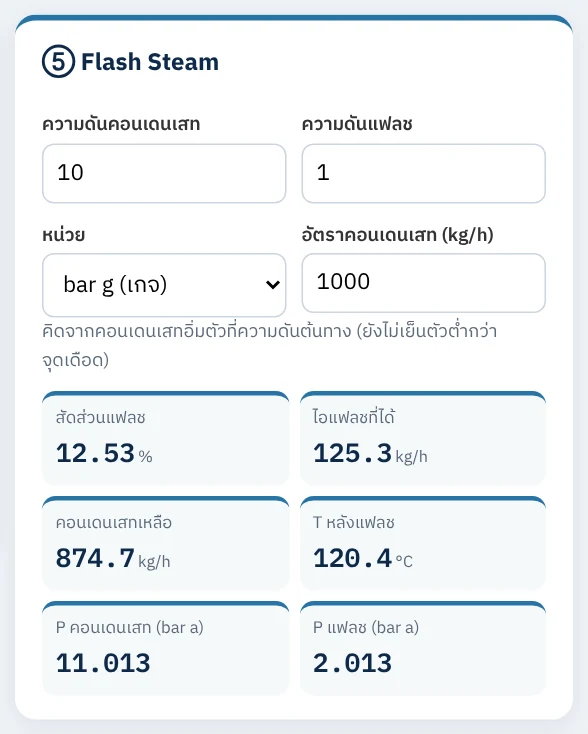 ⑤ Flash Steam
ความดันคอนเดนเสท ความดันแฟลช
10 1
หน่วย อัตราคอนเดนเสท (kg/h)
bar g (เกจ) 1000
คิดจากคอนเดนเสทอิ่มตัวที่ความดันต้นทาง (ยังไม่เย็นตัวต่ำกว่า
จุดเดือด)
สัดส่วนแฟลช ไอแฟลชที่ได้
12.53 % 125.3 kg/h
คอนเดนเสทเหลือ T หลังแฟลช
874.7 kg/h 120.4 °C
P คอนเดนเสท (bar a) P แฟลช (bar a)
11.013 2.013